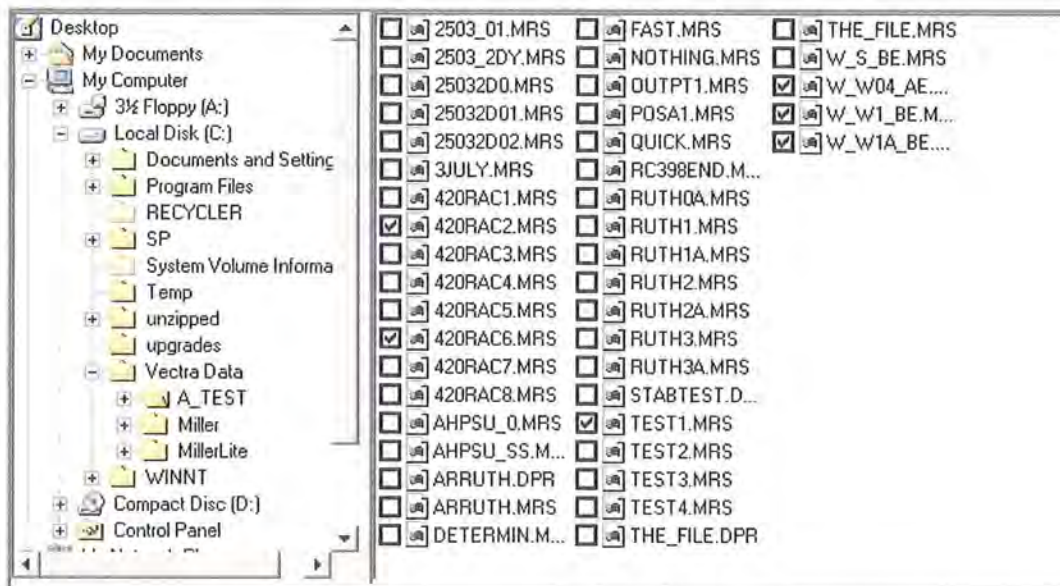 Desktop
My Documents
My Computer
3½ Floppy (A:)
Local Disk (C:)
Documents and Setting
Program Files
RECYCLER
SP
System Volume Informa
Temp
unzipped
upgrades
Vectra Data
A_TEST
Miller
MillerLite
WINNT
Compact Disc (D:)
Control Panel
2503_01.MRS
2503_2DY.MRS
25032D0.MRS
25032D01.MRS
25032D02.MRS
3JULY.MRS
420RAC1.MRS
420RAC2.MRS
420RAC3.MRS
420RAC4.MRS
420RAC5.MRS
420RAC6.MRS
420RAC7.MRS
420RAC8.MRS
AHPSU_0.MRS
AHPSU_SS.M...
ARRUTH.DPR
ARRUTH.MRS
DETERMIN.M...
FAST.MRS
NOTHING.MRS
OUTPT1.MRS
POSA1.MRS
QUICK.MRS
RC398END.M...
RUTH0A.MRS
RUTH1.MRS
RUTH1A.MRS
RUTH2.MRS
RUTH2A.MRS
RUTH3.MRS
RUTH3A.MRS
STABTEST.D...
TEST1.MRS
TEST2.MRS
TEST3.MRS
TEST4.MRS
THE_FILE.DPR
THE_FILE.MRS
W_S_BE.MRS
W_W04_AE....
W_W1_BE.M...
W_W1A_BE....